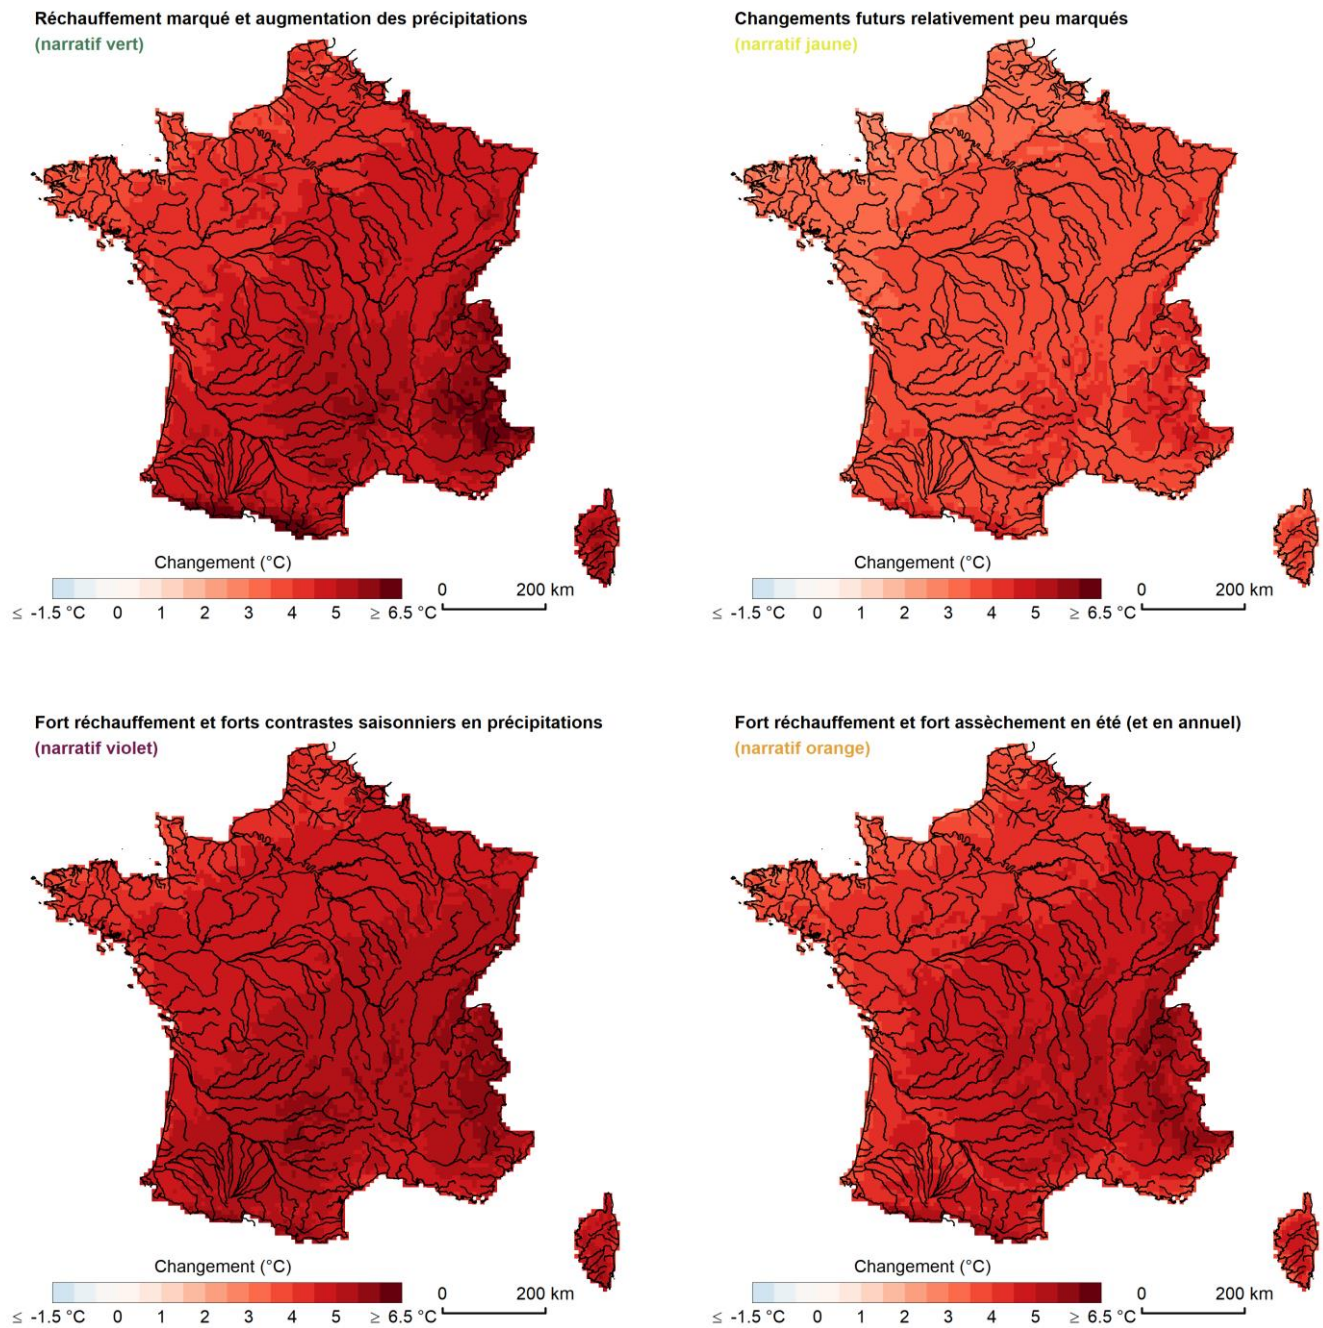 Réchauffement marqué et augmentation des précipitations
(narratif vert)
Changement (°C)
≤ -1.5 °C 0 1 2 3 4 5 ≥ 6.5 °C
0 200 km
Changements futurs relativement peu marqués
(narratif jaune)
Changement (°C)
≤ -1.5 °C 0 1 2 3 4 5 ≥ 6.5 °C
0 200 km
Fort réchauffement et forts contrastes saisonniers en précipitations
(narratif violet)
Changement (°C)
≤ -1.5 °C 0 1 2 3 4 5 ≥ 6.5 °C
0 200 km
Fort réchauffement et fort assèchement en été (et en annuel)
(narratif orange)
Changement (°C)
≤ -1.5 °C 0 1 2 3 4 5 ≥ 6.5 °C
0 200 km